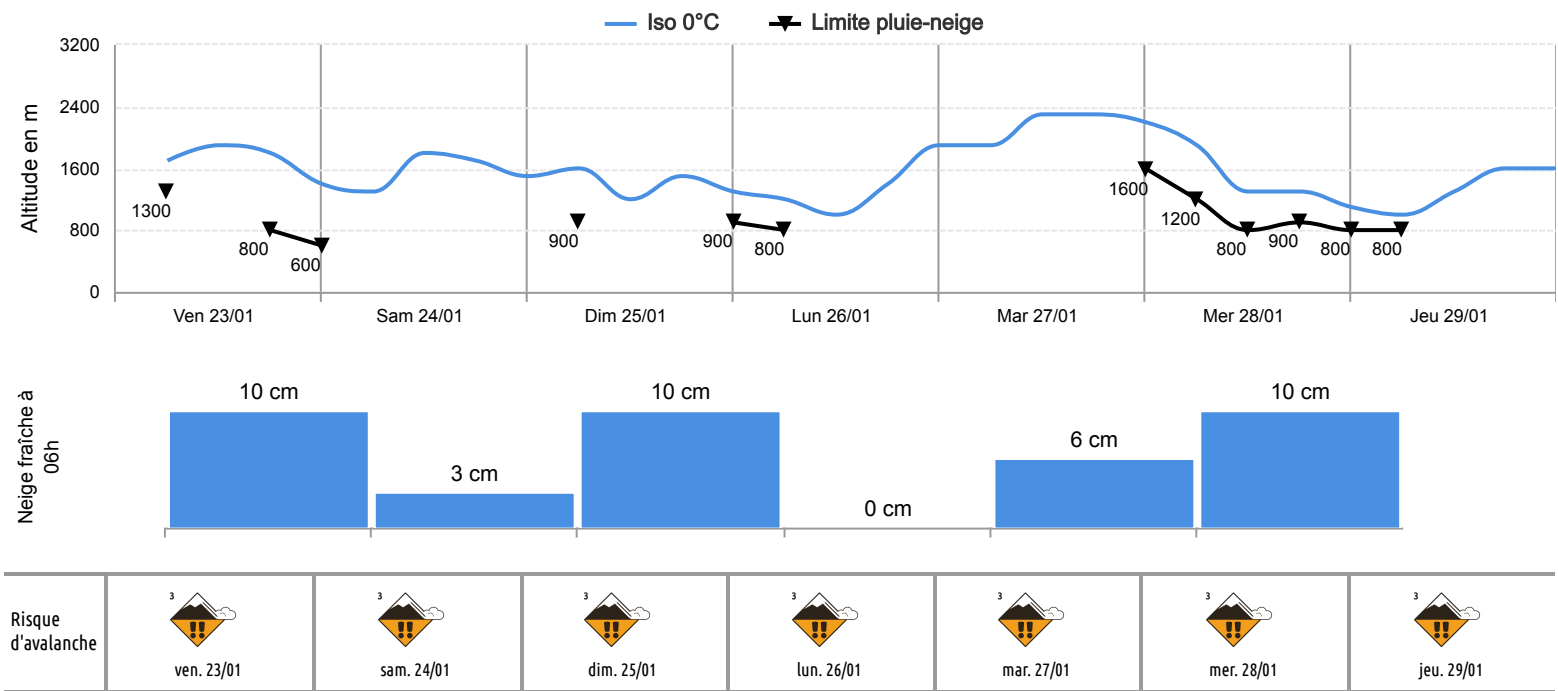 Iso 0°C Limite pluie-neige
3200
2400
1600
800
0
Altitude en m
1300
800
600
900
900
800
1600
1200
800
900
800
800
Ven 23/01 Sam 24/01 Dim 25/01 Lun 26/01 Mar 27/01 Mer 28/01 Jeu 29/01
Neige fraîche à
06h
10 cm
3 cm
10 cm
0 cm
6 cm
10 cm
Risque
d'avalanche
3 3 3 3 3 3 3
!! !! !! !! !! !! !!
ven. 23/01 sam. 24/01 dim. 25/01 lun. 26/01 mar. 27/01 mer. 28/01 jeu. 29/01